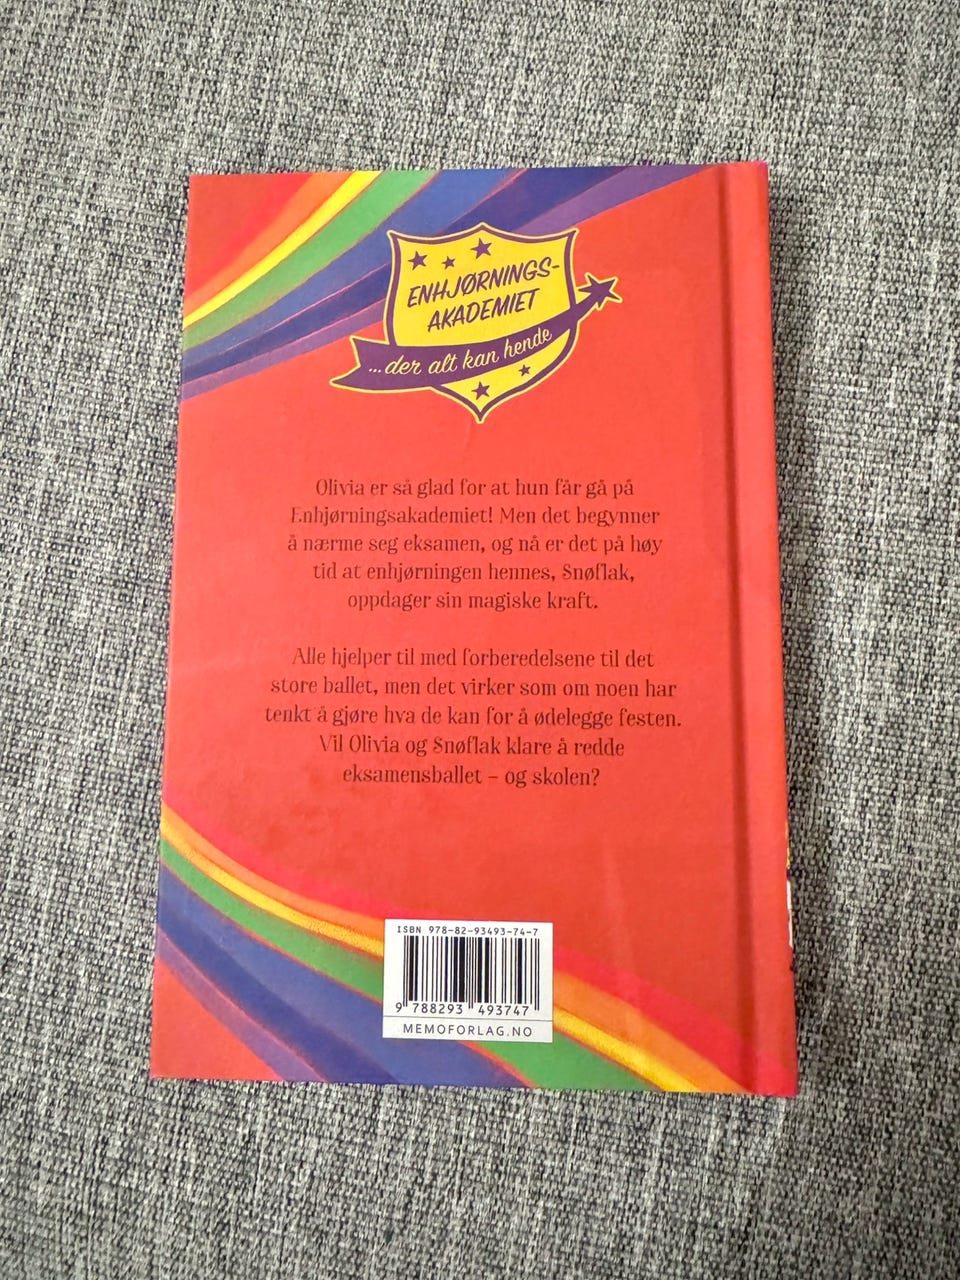 ENHJØRNINGS-
AKADEMIET
...der alt kan hende
Olivia er så glad for at hun får gå på
Enhjørningsakademiet! Men det begynner
å nærme seg eksamen, og nå er det på høy
tid at enhjørningen hennes, Snøflak,
oppdager sin magiske kraft.
Alle hjelper til med forberedelsene til det
store ballet, men det virker som om noen har
tenkt å gjøre hva de kan for å ødelegge festen.
Vil Olivia og Snøflak klare å redde
eksamensballet – og skolen?
ISBN 978-82-93493-74-7
9 788293 493747
MEMOFORLAG.NO